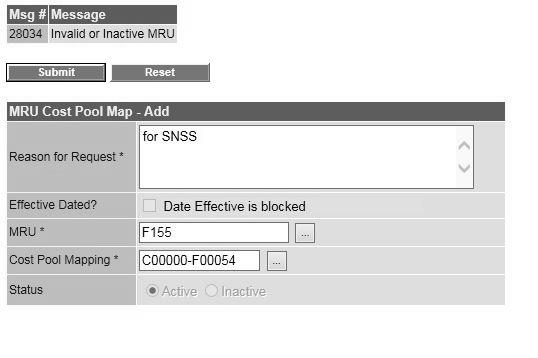 Msg # Message
28034 Invalid or Inactive MRU
Submit Reset
MRU Cost Pool Map - Add
Reason for Request * for SNSS
Effective Dated? Date Effective is blocked
MRU * F155 ...
Cost Pool Mapping * C00000-F00054 ...
Status Active Inactive